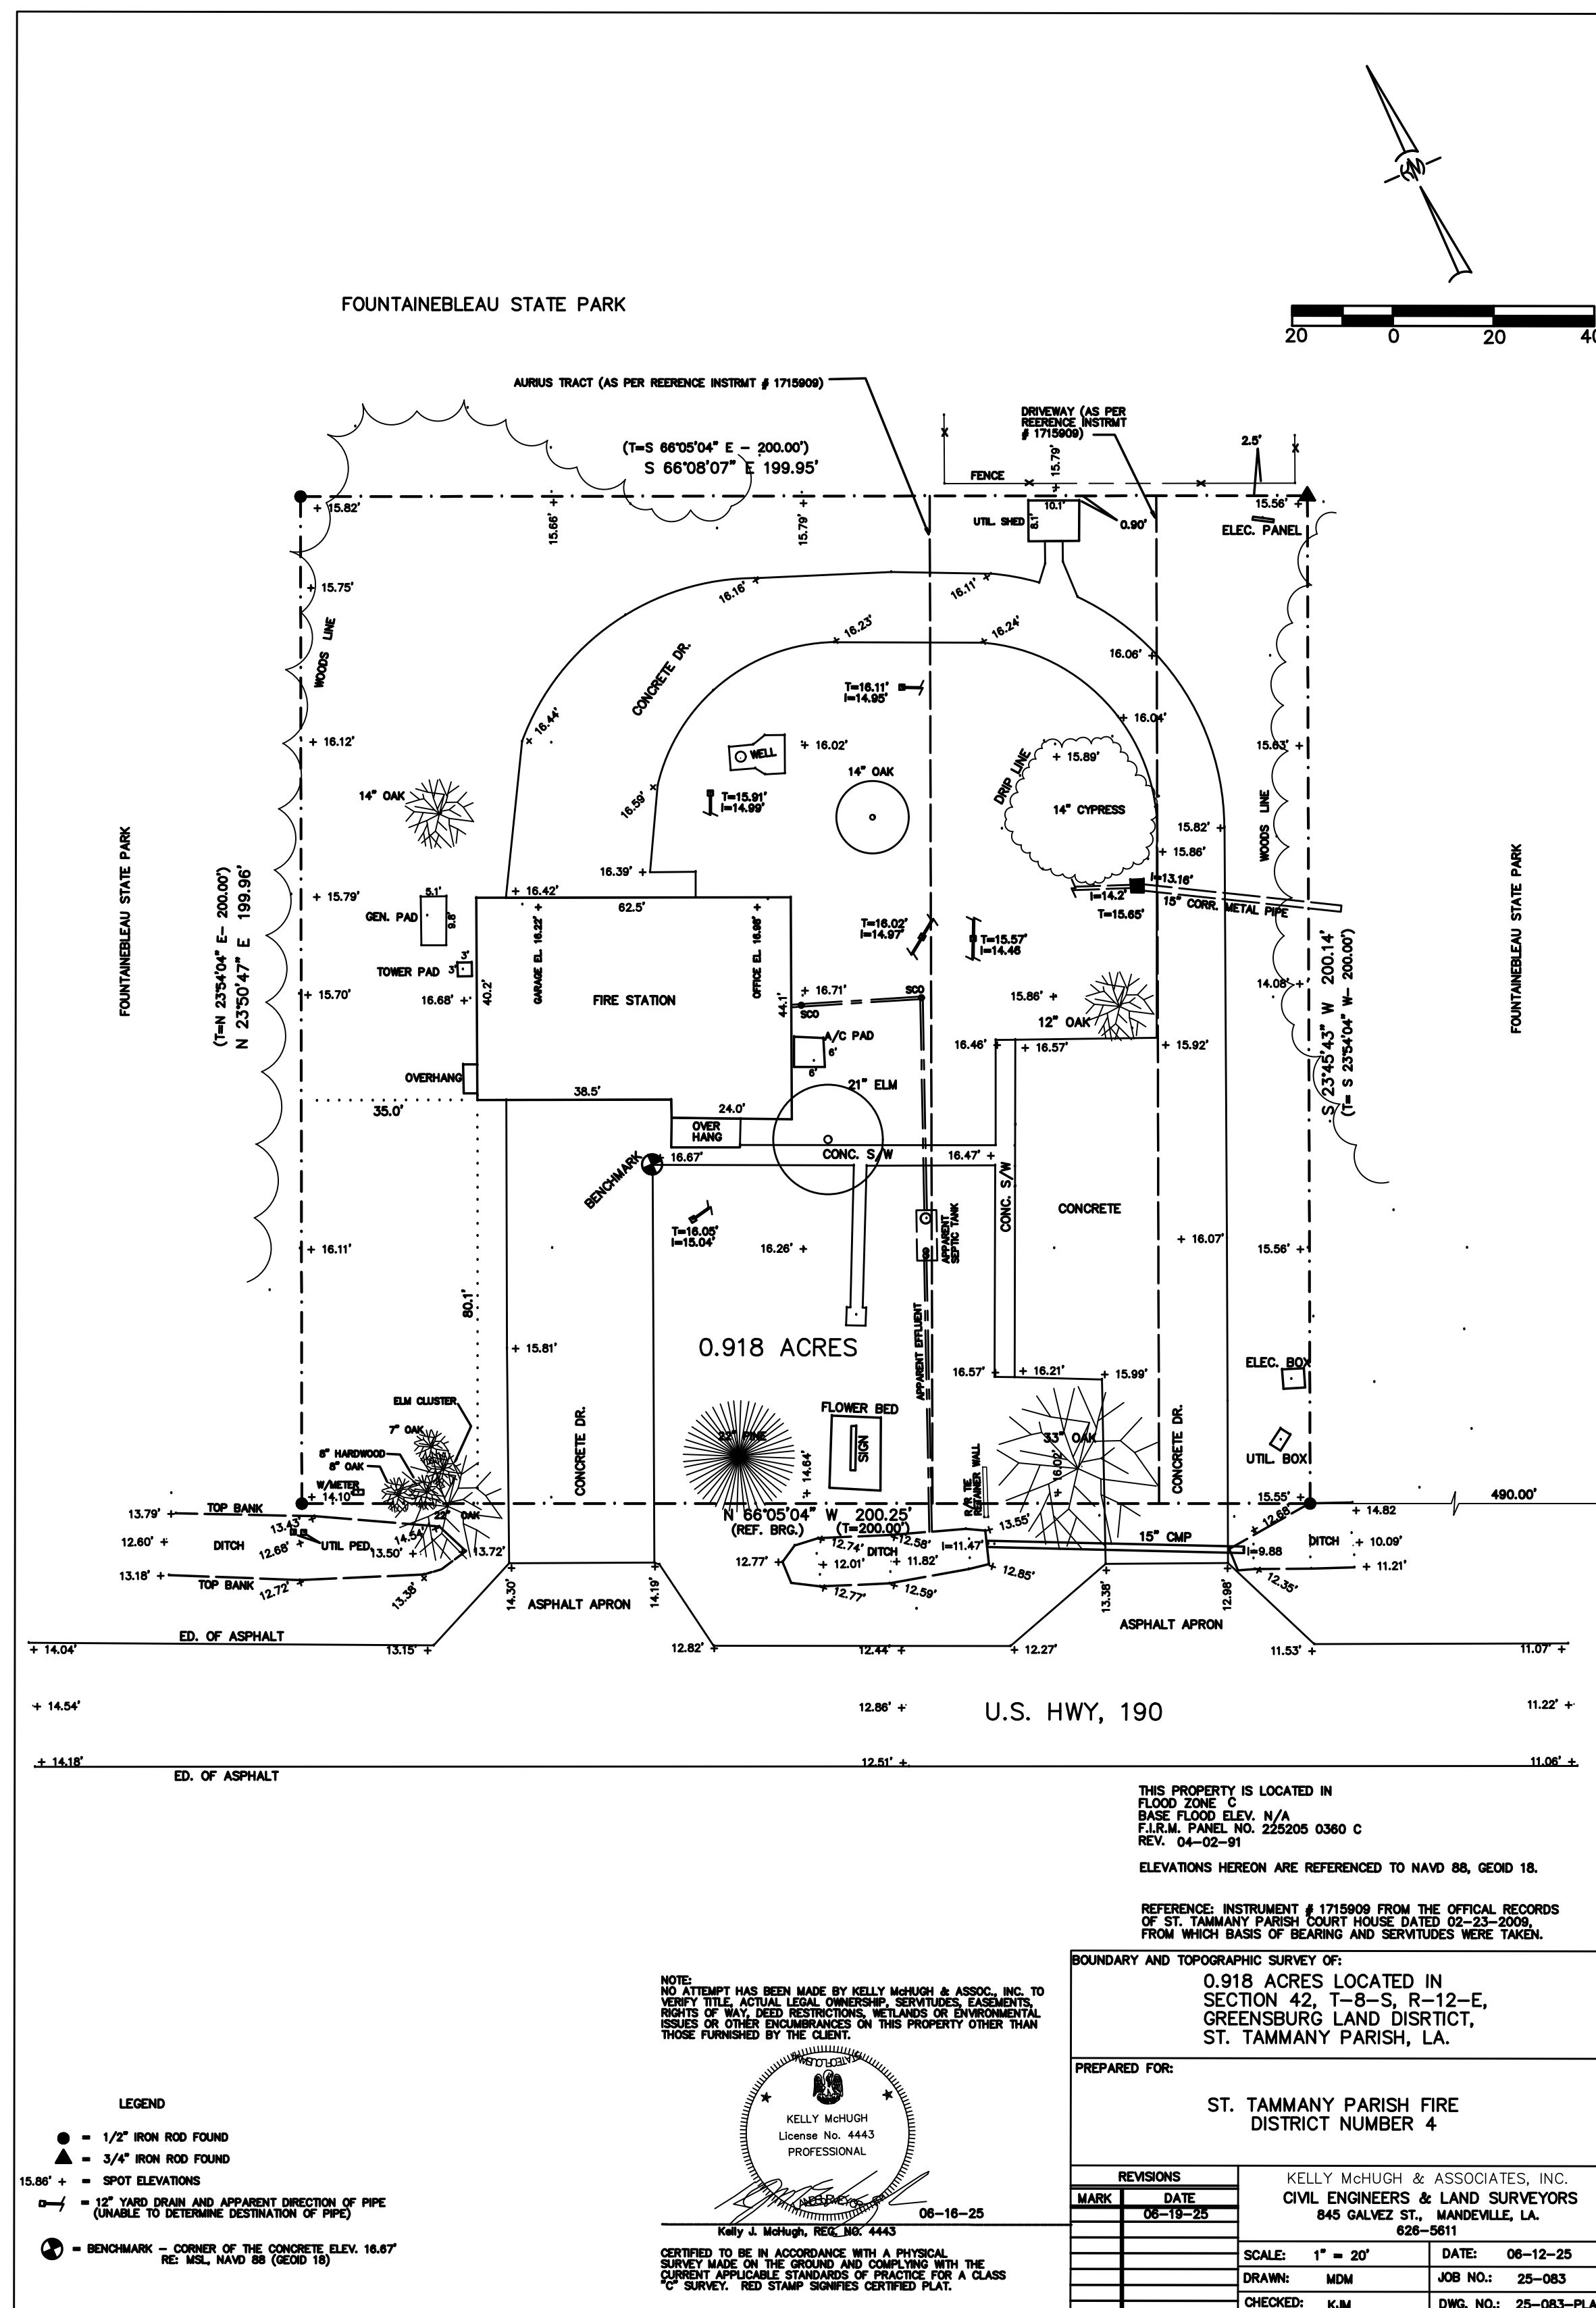 20 0 20
FOUNTAINEBLEAU STATE PARK
AURIUS TRACT (AS PER REERENCE INSTRMT # 1715909)
DRIVEWAY (AS PER
REERENCE INSTRMT
# 1715909)
2.5'
(T=S 66°05'04" E - 200.00')
S 66°08'07" E 199.95'
FENCE
15.79'
15.82'
15.66'
15.79'
UTIL. SHED
10.1'
8.1'
0.90'
15.56'
ELEC. PANEL
15.75'
16.16'
16.11'
WOODS LINE
16.23'
16.24'
16.06'
CONCRETE DR.
T=16.11'
I=14.95'
16.44'
16.04'
16.12'
WELL
16.02'
15.89'
15.63'
DRIP LINE
14" OAK
14" OAK
T=15.91'
I=14.99'
16.59'
14" CYPRESS
15.82'
WOODS LINE
15.86'
FOUNTAINEBLEAU STATE PARK
FOUNTAINEBLEAU STATE PARK
(T=N 23°54'04" E- 200.00')
N 23°50'47" E 199.96'
16.39'
I=13.16'
15.79'
5.1'
16.42'
I=14.2'
15" CORR. METAL PIPE
GEN. PAD
9.8'
62.5'
T=15.65'
GARAGE EL. 16.22'
OFFICE EL. 16.98'
T=16.02'
I=14.97'
T=15.57'
I=14.46
TOWER PAD
3'
3'
15.70'
16.68'
40.2'
FIRE STATION
44.1'
16.71'
SCO
SCO
15.86'
14.08'
12" OAK
S 23°45'43" W 200.14'
(T= S 23°54'04" W- 200.00')
A/C PAD
6'
6'
16.46'
16.57'
15.92'
OVERHANG
21" ELM
38.5'
35.0'
24.0'
OVER
HANG
CONC. S/W
16.47'
BENCHMARK
16.67'
CONC. S/W
CONCRETE
T=16.05'
I=15.04'
16.26'
APPARENT
SEPTIC TANK
16.07'
16.11'
15.56'
80.1'
0.918 ACRES
15.81'
APPARENT EFFLUENT
ELEC. BOX
16.57'
16.21'
15.99'
ELM CLUSTER
FLOWER BED
7" OAK
8" HARDWOOD
8" OAK
W/METER
CONCRETE DR.
22" PINE
SIGN
33" OAK
CONCRETE DR.
UTIL. BOX
14.64'
16.02'
R/R TIE
RETAINER WALL
14.10'
15.55'
490.00'
13.79'
TOP BANK
13.43'
22" OAK
N 66°05'04" W 200.25'
(REF. BRG.)
(T=200.00')
13.55'
12.68'
14.82
12.60'
DITCH
12.68'
UTIL PED.
14.54'
13.50'
13.72'
12.74'
12.58'
DITCH
I=11.47'
15" CMP
I=9.88
DITCH
10.09'
13.18'
TOP BANK
12.72'
13.38'
12.77'
12.01'
11.82'
12.77'
12.59'
12.85'
12.35'
11.21'
14.30'
ASPHALT APRON
14.19'
13.38'
ASPHALT APRON
12.98'
ED. OF ASPHALT
14.04'
13.15'
12.82'
12.44'
12.27'
11.53'
11.07'
14.54'
12.86'
U.S. HWY, 190
11.22'
14.18'
12.51'
11.06'
ED. OF ASPHALT
THIS PROPERTY IS LOCATED IN
FLOOD ZONE C
BASE FLOOD ELEV. N/A
F.I.R.M. PANEL NO. 225205 0360 C
REV. 04-02-91
ELEVATIONS HEREON ARE REFERENCED TO NAVD 88, GEOID 18.
REFERENCE: INSTRUMENT # 1715909 FROM THE OFFICAL RECORDS
OF ST. TAMMANY PARISH COURT HOUSE DATED 02-23-2009,
FROM WHICH BASIS OF BEARING AND SERVITUDES WERE TAKEN.
BOUNDARY AND TOPOGRAPHIC SURVEY OF:
0.918 ACRES LOCATED IN
SECTION 42, T-8-S, R-12-E,
GREENSBURG LAND DISRTICT,
ST. TAMMANY PARISH, LA.
PREPARED FOR:
ST. TAMMANY PARISH FIRE
DISTRICT NUMBER 4
NOTE:
NO ATTEMPT HAS BEEN MADE BY KELLY McHUGH & ASSOC., INC. TO
VERIFY TITLE, ACTUAL LEGAL OWNERSHIP, SERVITUDES, EASEMENTS,
RIGHTS OF WAY, DEED RESTRICTIONS, WETLANDS OR ENVIRONMENTAL
ISSUES OR OTHER ENCUMBRANCES ON THIS PROPERTY OTHER THAN
THOSE FURNISHED BY THE CLIENT.
KELLY McHUGH
License No. 4443
PROFESSIONAL
06-16-25
Kelly J. McHugh, REG. NO. 4443
CERTIFIED TO BE IN ACCORDANCE WITH A PHYSICAL
SURVEY MADE ON THE GROUND AND COMPLYING WITH THE
CURRENT APPLICABLE STANDARDS OF PRACTICE FOR A CLASS
"C" SURVEY. RED STAMP SIGNIFIES CERTIFIED PLAT.
LEGEND
= 1/2" IRON ROD FOUND
= 3/4" IRON ROD FOUND
15.86' + = SPOT ELEVATIONS
= 12" YARD DRAIN AND APPARENT DIRECTION OF PIPE
(UNABLE TO DETERMINE DESTINATION OF PIPE)
= BENCHMARK - CORNER OF THE CONCRETE ELEV. 16.67'
RE: MSL, NAVD 88 (GEOID 18)
REVISIONS
MARK DATE
06-19-25
KELLY McHUGH & ASSOCIATES, INC.
CIVIL ENGINEERS & LAND SURVEYORS
845 GALVEZ ST., MANDEVILLE, LA.
626-5611
SCALE: 1" = 20' DATE: 06-12-25
DRAWN: MDM JOB NO.: 25-083
CHECKED: KJM DWG. NO.: 25-083-PLA